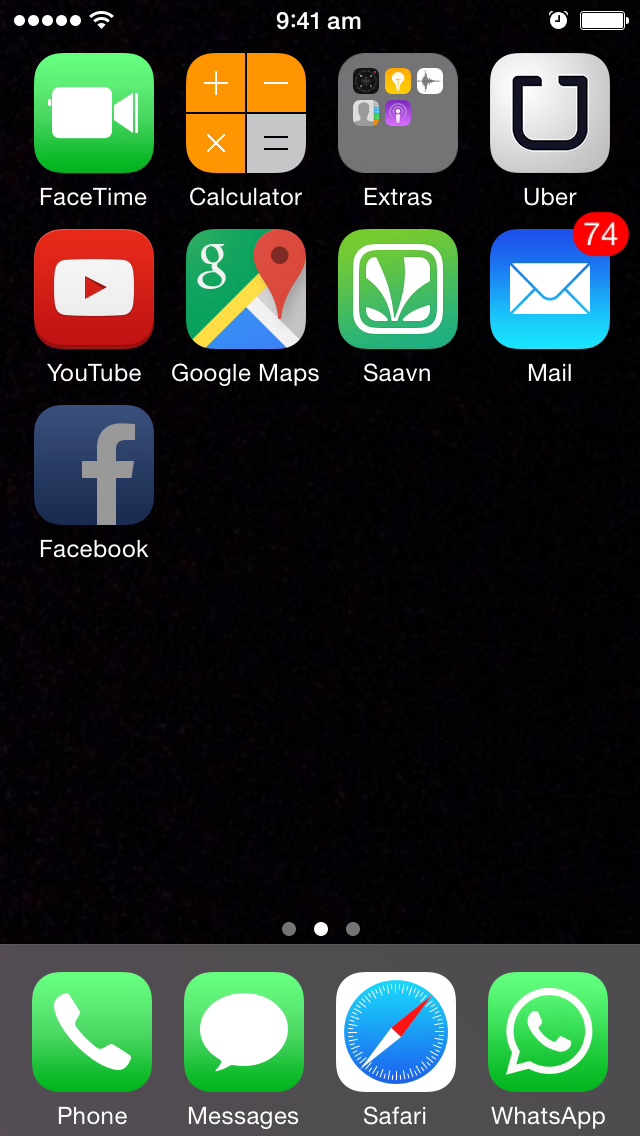 9:41 am
FaceTime
Calculator
Extras
Uber
74
YouTube
Google Maps
Saavn
Mail
Facebook
Phone
Messages
Safari
WhatsApp